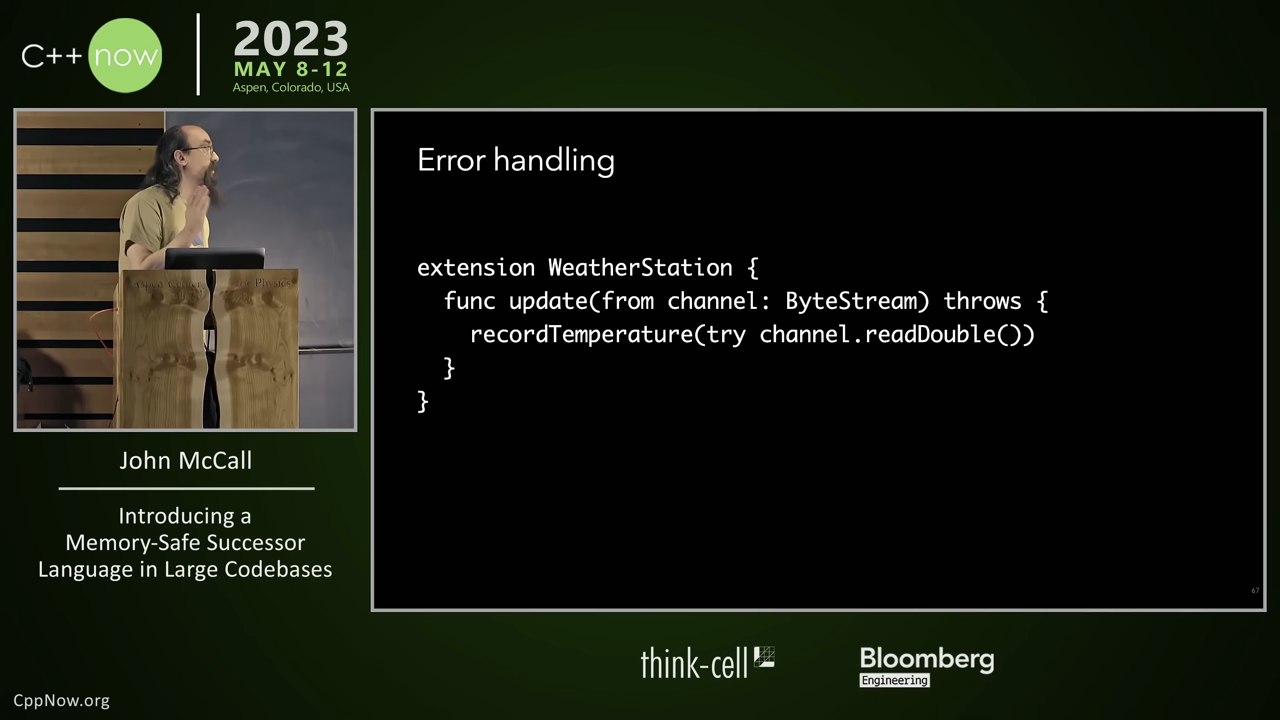 C++ now
2023
MAY 8-12
Aspen, Colorado, USA
Error handling
extension WeatherStation {
  func update(from channel: ByteStream) throws {
    recordTemperature(try channel.readDouble())
  }
}
67
John McCall
Introducing a
Memory-Safe Successor
Language in Large Codebases
think-cell
Bloomberg
Engineering
CppNow.org